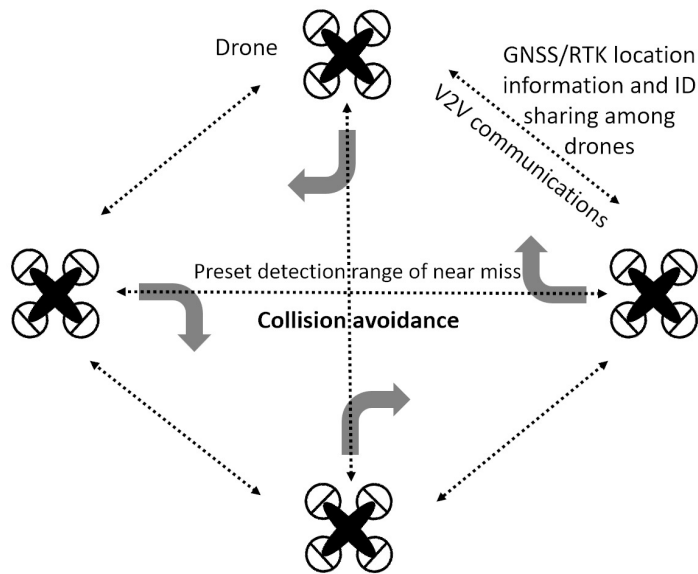 Drone
GNSS/RTK location
information and ID
sharing among
drones
V2V communications
Preset detection range of near miss
Collision avoidance